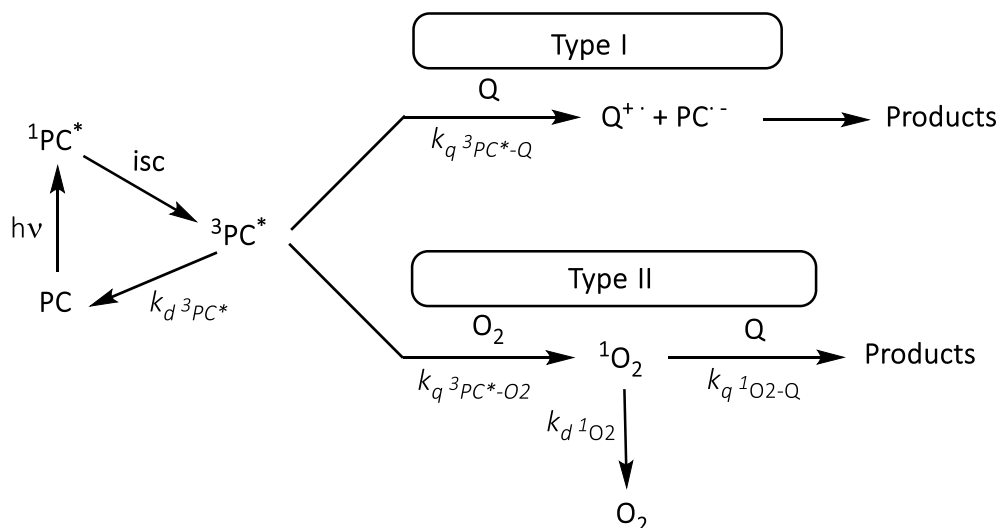 Type I
Q
k_q ³PC*-Q
Q⁺˙ + PC˙⁻
Products
¹PC*
isc
hν
³PC*
PC
k_d ³PC*
Type II
O₂
k_q ³PC*-O2
¹O₂
Q
k_q ¹O2-Q
Products
k_d ¹O2
O₂